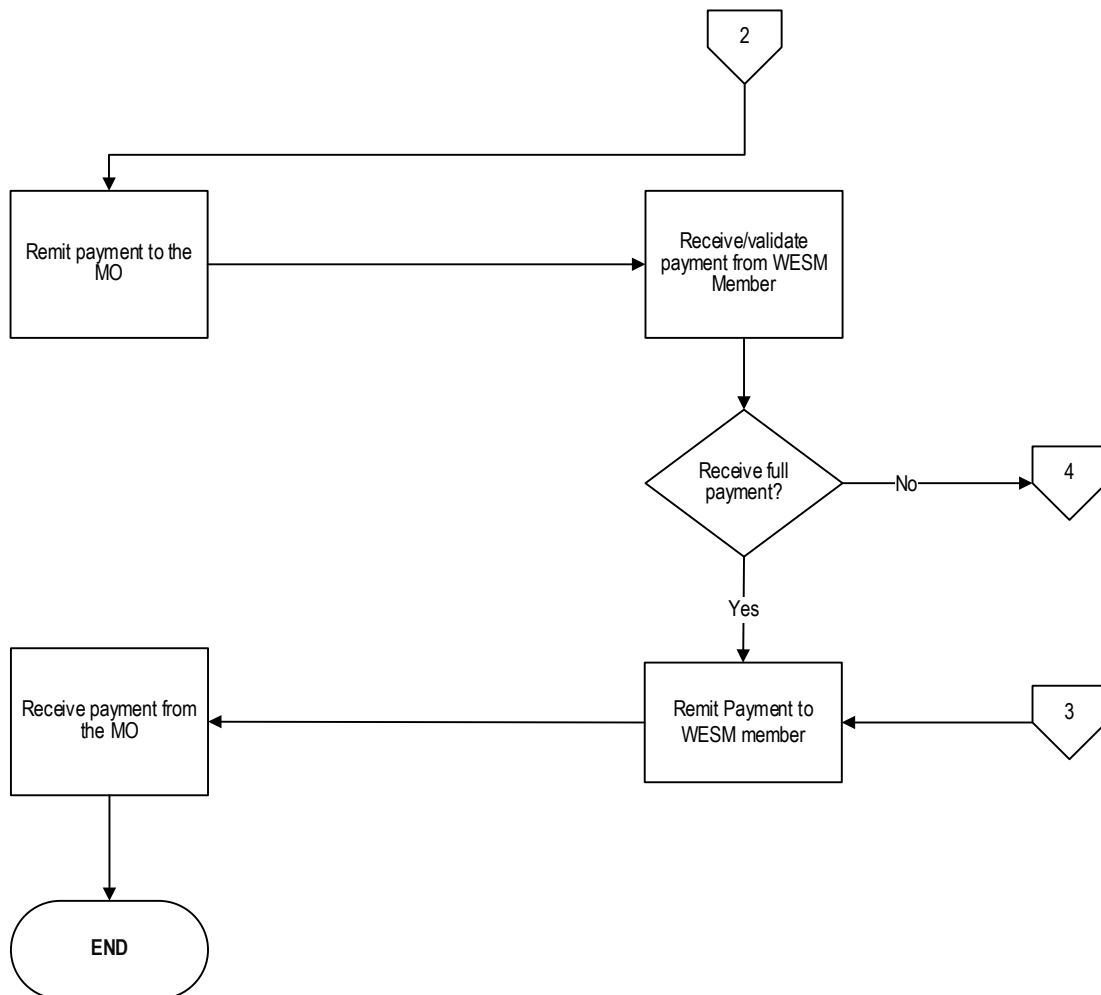 2
Remit payment to the
MO
Receive/validate
payment from WESM
Member
Receive full
payment?
No
4
Yes
Receive payment from
the MO
Remit Payment to
WESM member
3
END